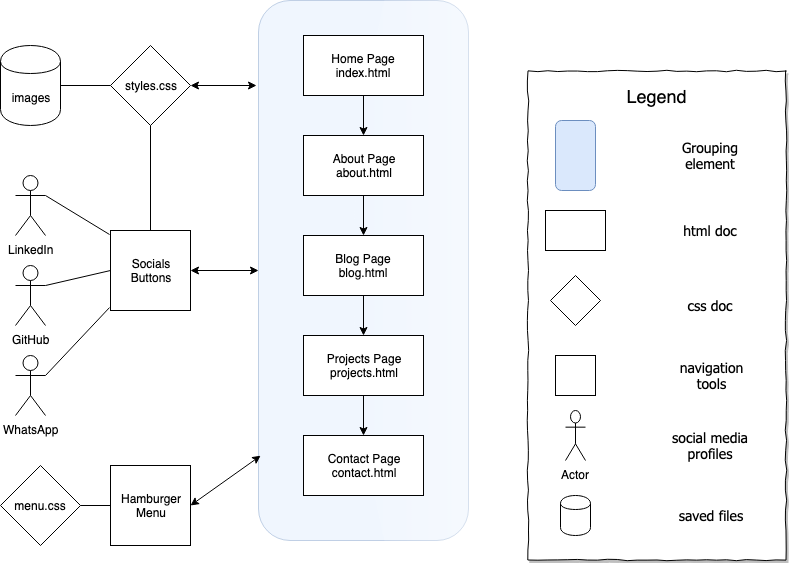 images
styles.css
LinkedIn
GitHub
WhatsApp
Socials
Buttons
menu.css
Hamburger
Menu
Home Page
index.html
About Page
about.html
Blog Page
blog.html
Projects Page
projects.html
Contact Page
contact.html
Legend
Grouping
element
html doc
css doc
navigation
tools
Actor
social media
profiles
saved files